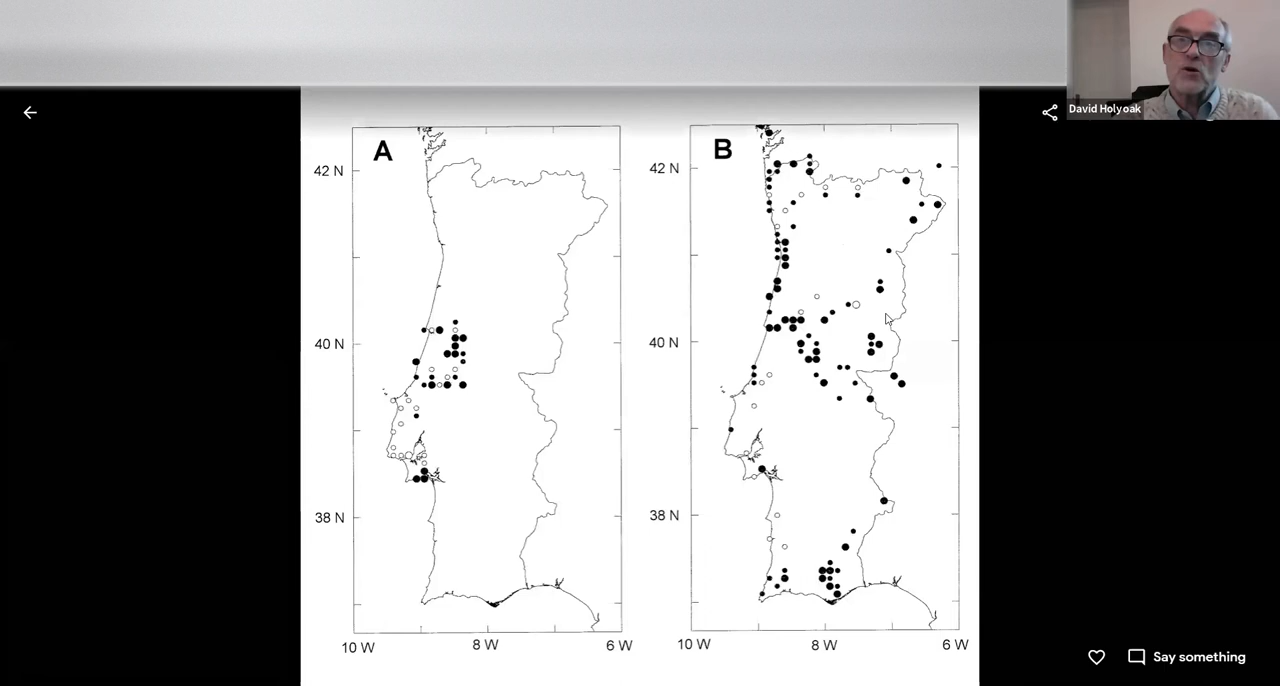 David Holyoak
A
B
42 N
42 N
40 N
40 N
38 N
38 N
10 W
8 W
6 W
10 W
8 W
6 W
Say something